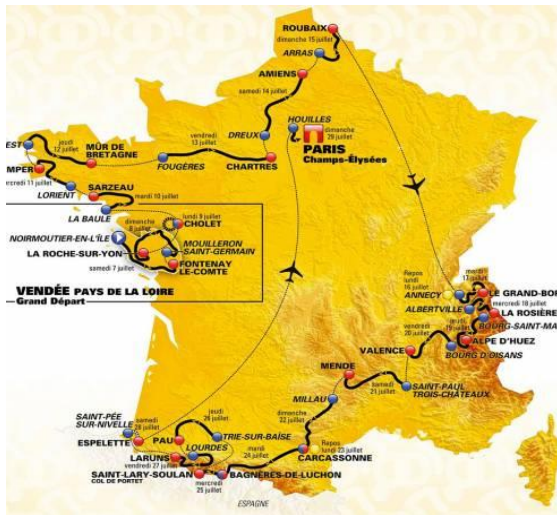 ROUBAIX
dimanche 15 juillet
ARRAS
AMIENS
samedi 14 juillet
HOUILLES
dimanche
29 juillet
PARIS
Champs-Élysées
DREUX
vendredi
13 juillet
CHARTRES
FOUGÈRES
EST
jeudi
12 juillet
MÛR DE
BRETAGNE
MPER
ercredi 11 juillet
LORIENT
SARZEAU
mardi 10 juillet
LA BAULE
lundi 9 juillet
CHOLET
dimanche
8 juillet
NOIRMOUTIER-EN-L'ÎLE
MOUILLERON
SAINT-GERMAIN
LA ROCHE-SUR-YON
FONTENAY
LE-COMTE
samedi 7 juillet
VENDÉE PAYS DE LA LOIRE
Grand Départ
Repos
lundi
16 juillet
ANNECY
mardi
17 juillet
LE GRAND-BOR
mercredi 18 juillet
ALBERTVILLE
LA ROSIÈRE
BOURG-SAINT-MA
jeudi
19 juillet
ALPE D'HUEZ
BOURG D'OISANS
vendredi
20 juillet
VALENCE
SAINT-PAUL
TROIS-CHÂTEAUX
samedi
21 juillet
MENDE
MILLAU
dimanche
22 juillet
Repos
lundi 23 juillet
CARCASSONNE
mardi
24 juillet
BAGNÈRES-DE-LUCHON
SAINT-PÉE
SUR-NIVELLE
samedi
28 juillet
ESPELETTE
PAU
jeudi
26 juillet
TRIE-SUR-BAÏSE
LOURDES
LARUNS
vendredi 27 juillet
SAINT-LARY-SOULAN
COL DE PORTET
mercredi
25 juillet
ESPAGNE